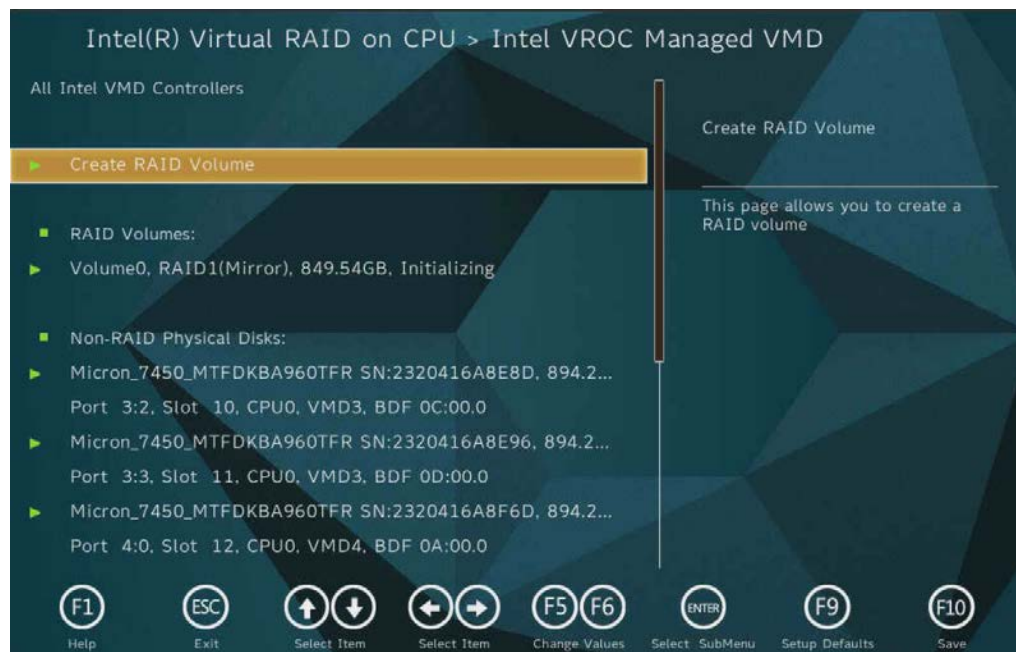 Intel(R) Virtual RAID on CPU > Intel VROC Managed VMD
All Intel VMD Controllers
Create RAID Volume
RAID Volumes:
Volume0, RAID1(Mirror), 849.54GB, Initializing
Non-RAID Physical Disks:
Micron_7450_MTFDKBA960TFR SN:2320416A8E8D, 894.2...
Port 3:2, Slot 10, CPU0, VMD3, BDF 0C:00.0
Micron_7450_MTFDKBA960TFR SN:2320416A8E96, 894.2...
Port 3:3, Slot 11, CPU0, VMD3, BDF 0D:00.0
Micron_7450_MTFDKBA960TFR SN:2320416A8F6D, 894.2...
Port 4:0, Slot 12, CPU0, VMD4, BDF 0A:00.0
Create RAID Volume
This page allows you to create a
RAID volume
F1 ESC F5 F6 ENTER F9 F10
Help Exit Select Item Select Item Change Values Select SubMenu Setup Defaults Save